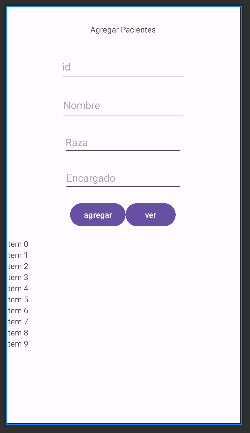 Agregar Pacientes
id
Nombre
Raza
Encargado
agregar ver
tem 0
tem 1
tem 2
tem 3
tem 4
tem 5
tem 6
tem 7
tem 8
tem 9